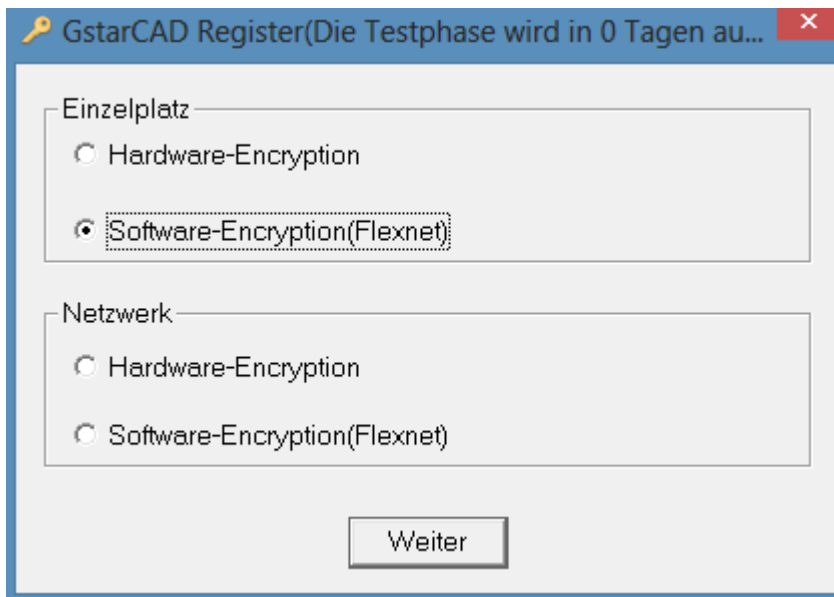 GstarCAD Register(Die Testphase wird in 0 Tagen au...
Einzelplatz
Hardware-Encryption
Software-Encryption(Flexnet)
Netzwerk
Hardware-Encryption
Software-Encryption(Flexnet)
Weiter